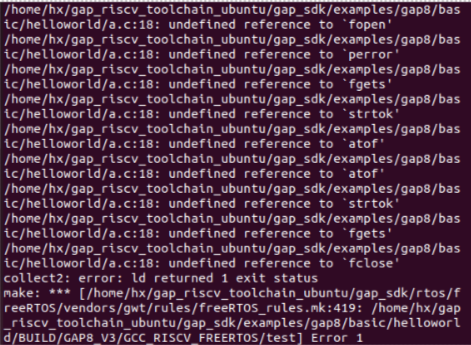 /home/hx/gap_riscv_toolchain_ubuntu/gap_sdk/examples/gap8/bas
ic/helloworld/a.c:18: undefined reference to `fopen'
/home/hx/gap_riscv_toolchain_ubuntu/gap_sdk/examples/gap8/bas
ic/helloworld/a.c:18: undefined reference to `perror'
/home/hx/gap_riscv_toolchain_ubuntu/gap_sdk/examples/gap8/bas
ic/helloworld/a.c:18: undefined reference to `fgets'
/home/hx/gap_riscv_toolchain_ubuntu/gap_sdk/examples/gap8/bas
ic/helloworld/a.c:18: undefined reference to `strtok'
/home/hx/gap_riscv_toolchain_ubuntu/gap_sdk/examples/gap8/bas
ic/helloworld/a.c:18: undefined reference to `atof'
/home/hx/gap_riscv_toolchain_ubuntu/gap_sdk/examples/gap8/bas
ic/helloworld/a.c:18: undefined reference to `atof'
/home/hx/gap_riscv_toolchain_ubuntu/gap_sdk/examples/gap8/bas
ic/helloworld/a.c:18: undefined reference to `strtok'
/home/hx/gap_riscv_toolchain_ubuntu/gap_sdk/examples/gap8/bas
ic/helloworld/a.c:18: undefined reference to `fgets'
/home/hx/gap_riscv_toolchain_ubuntu/gap_sdk/examples/gap8/bas
ic/helloworld/a.c:18: undefined reference to `fclose'
collect2: error: ld returned 1 exit status
make: *** [/home/hx/gap_riscv_toolchain_ubuntu/gap_sdk/rtos/f
reeRTOS/vendors/gwt/rules/freeRTOS_rules.mk:419: /home/hx/gap
_riscv_toolchain_ubuntu/gap_sdk/examples/gap8/basic/helloworl
d/BUILD/GAP8_V3/GCC_RISCV_FREERTOS/test] Error 1